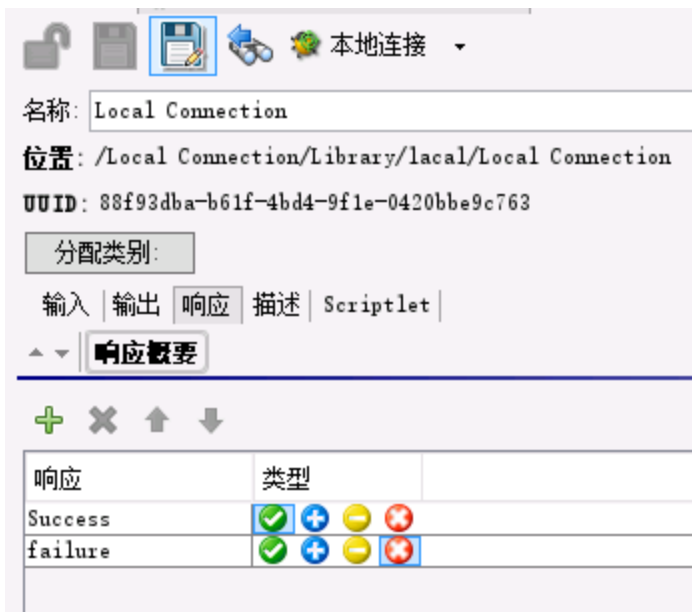 本地连接
名称: Local Connection
位置: /Local Connection/Library/lacal/Local Connection
UUID: 88f93dba-b61f-4bd4-9f1e-0420bbe9c763
分配类别:
输入 输出 响应 描述 Scriptlet
响应概要
响应 类型
Success
failure